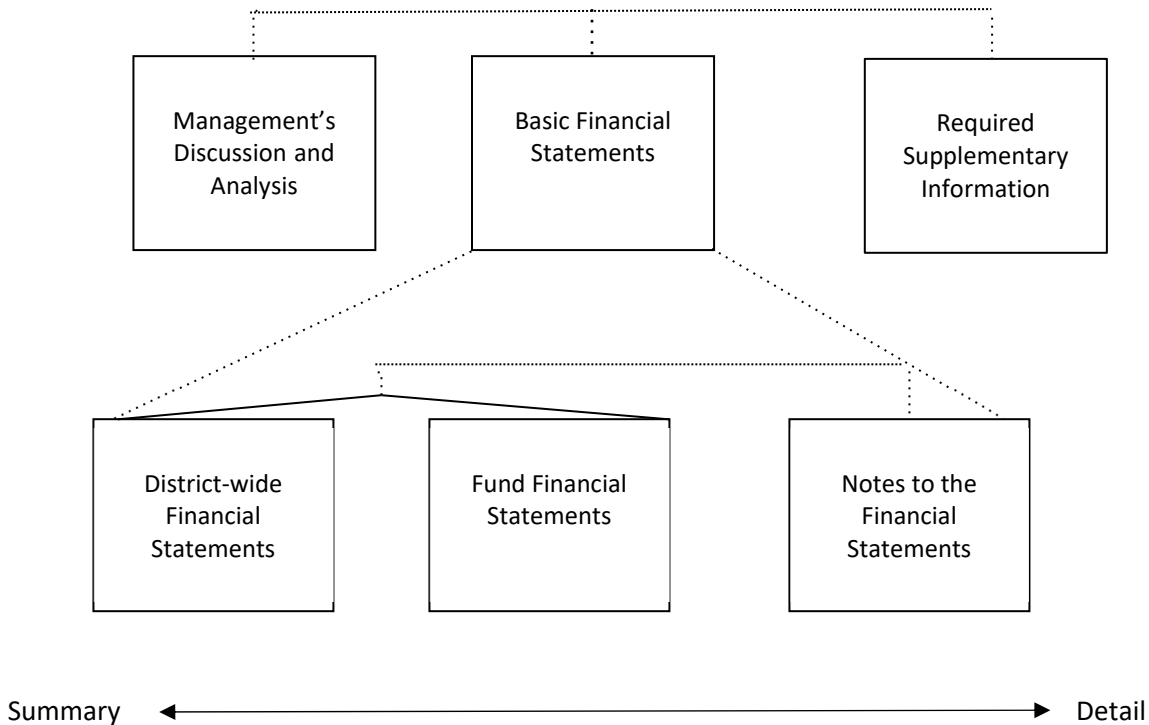 Management’s
Discussion and
Analysis
Basic Financial
Statements
Required
Supplementary
Information
District-wide
Financial
Statements
Fund Financial
Statements
Notes to the
Financial
Statements
Summary
Detail